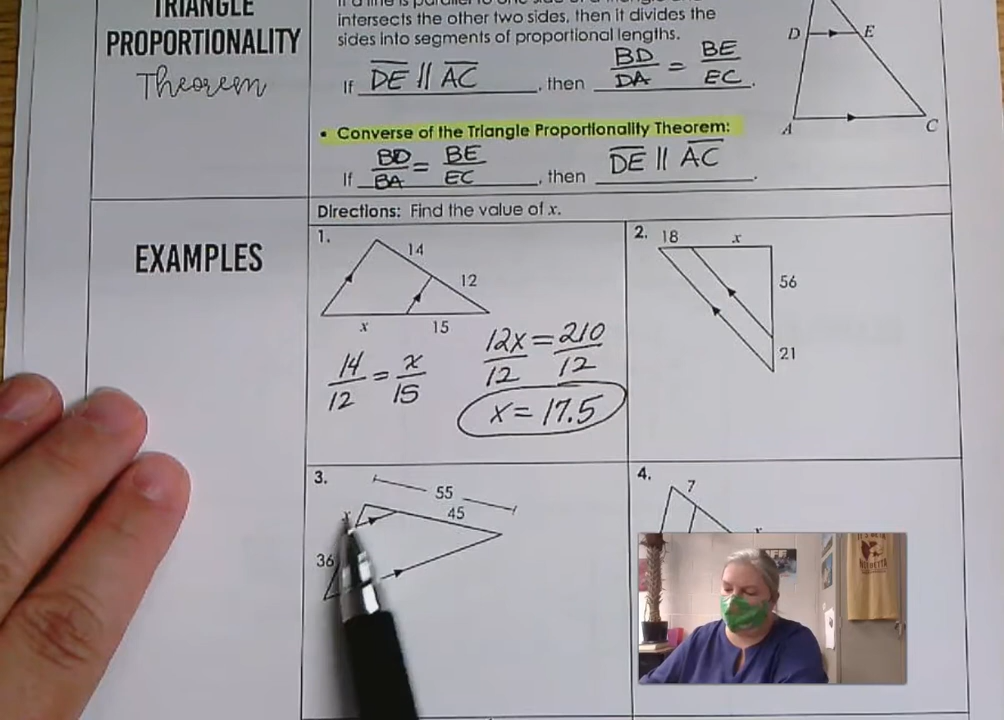 TRIANGLE
PROPORTIONALITY
Theorem
intersects the other two sides, then it divides the
sides into segments of proportional lengths.
If DE // AC, then BD/DA = BE/EC.
• Converse of the Triangle Proportionality Theorem:
If BD/BA = BE/EC, then DE // AC.
D
E
A
C
EXAMPLES
Directions: Find the value of x.
1.
14
12
x
15
14/12 = x/15
12x/12 = 210/12
x = 17.5
2.
18
x
56
21
3.
55
45
x
36
4.
7
x